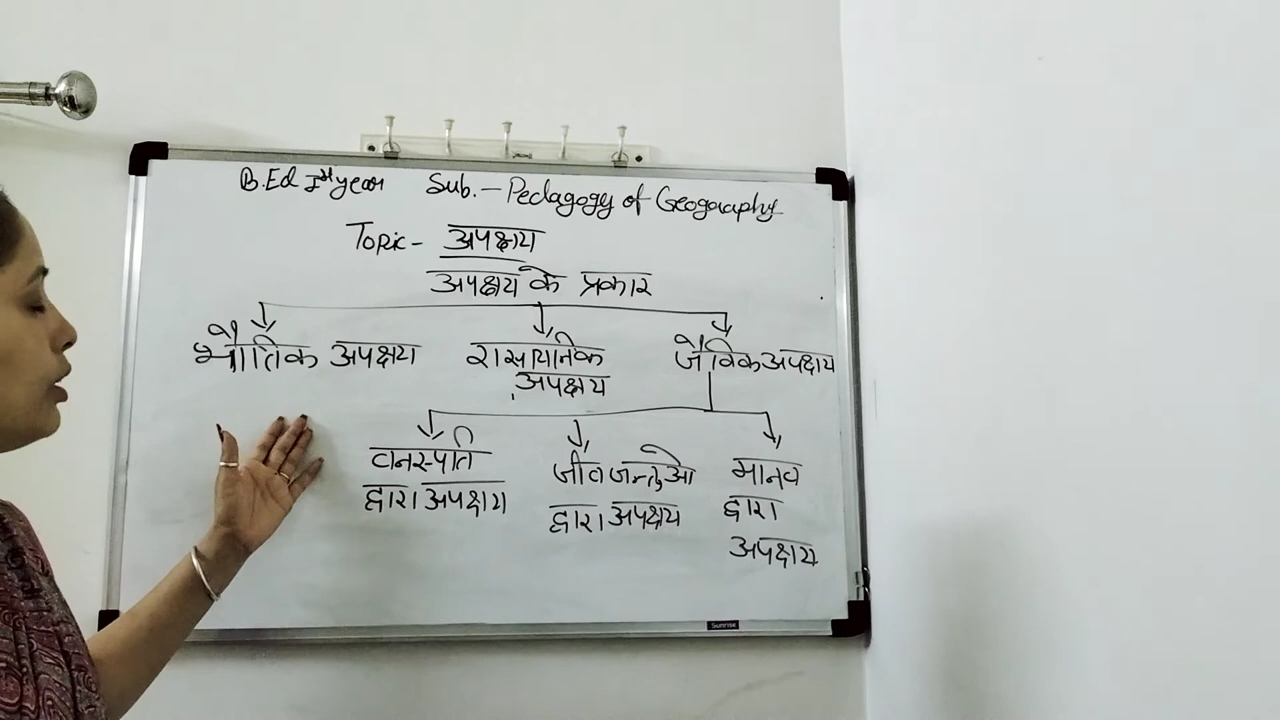 B.Ed Ist year Sub. - Pedagogy of Geography
Topic - अपक्षय
अपक्षय के प्रकार
भौतिक अपक्षय
रासायनिक
अपक्षय
जैविक अपक्षय
वनस्पति
द्वारा अपक्षय
जीव जन्तुओ
द्वारा अपक्षय
मानव
द्वारा
अपक्षय
Sunrise